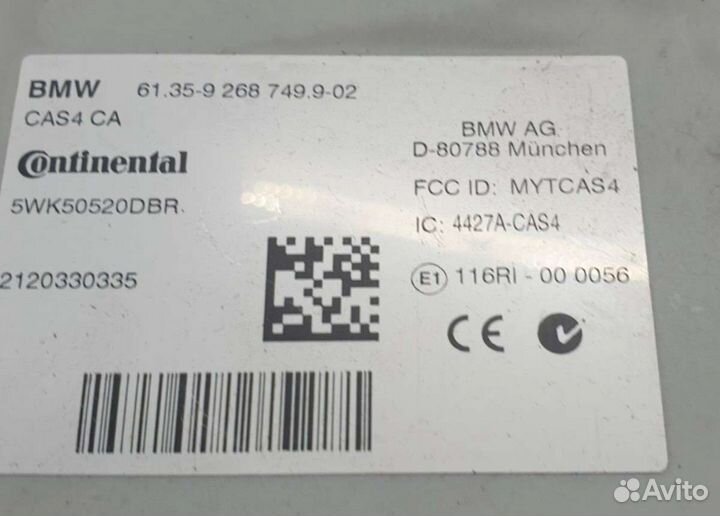 BMW 61.35-9 268 749.9-02
CAS4 CA
Continental
5WK50520DBR.
2120330335
BMW AG
D-80788 München
FCC ID: MYTCAS4
IC: 4427A-CAS4
E1 116RI - 00 0056
CE
Avito